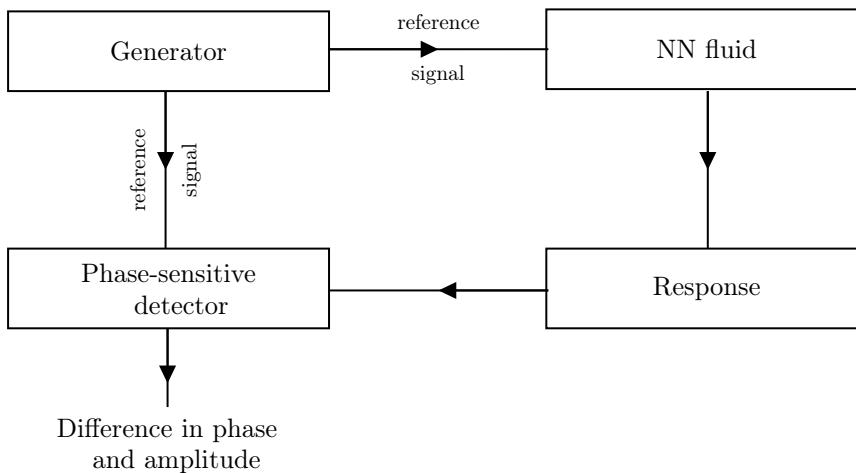 Generator
reference
signal
NN fluid
reference
signal
Phase-sensitive
detector
Response
Difference in phase
and amplitude